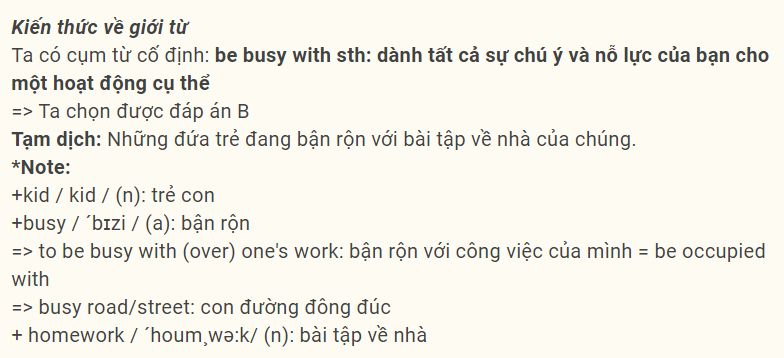 Kiến thức về giới từ
Ta có cụm từ cố định: be busy with sth: dành tất cả sự chú ý và nỗ lực của bạn cho
một hoạt động cụ thể
=> Ta chọn được đáp án B
Tạm dịch: Những đứa trẻ đang bận rộn với bài tập về nhà của chúng.
*Note:
+kid / kid / (n): trẻ con
+busy / ´bɪzi / (a): bận rộn
=> to be busy with (over) one's work: bận rộn với công việc của mình = be occupied
with
=> busy road/street: con đường đông đúc
+ homework / ´houm¸wə:k/ (n): bài tập về nhà